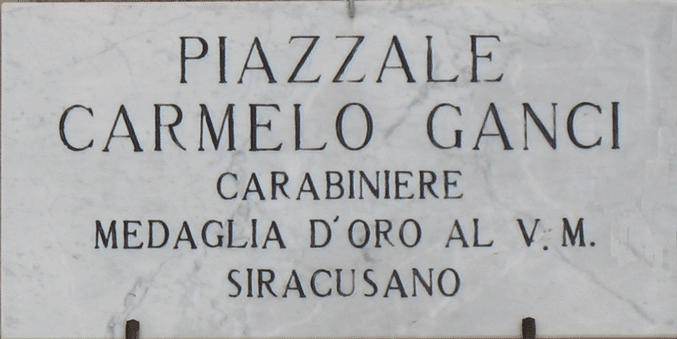 PIAZZALE
CARMELO GANCI
CARABINIERE
MEDAGLIA D'ORO AL V. M.
SIRACUSANO